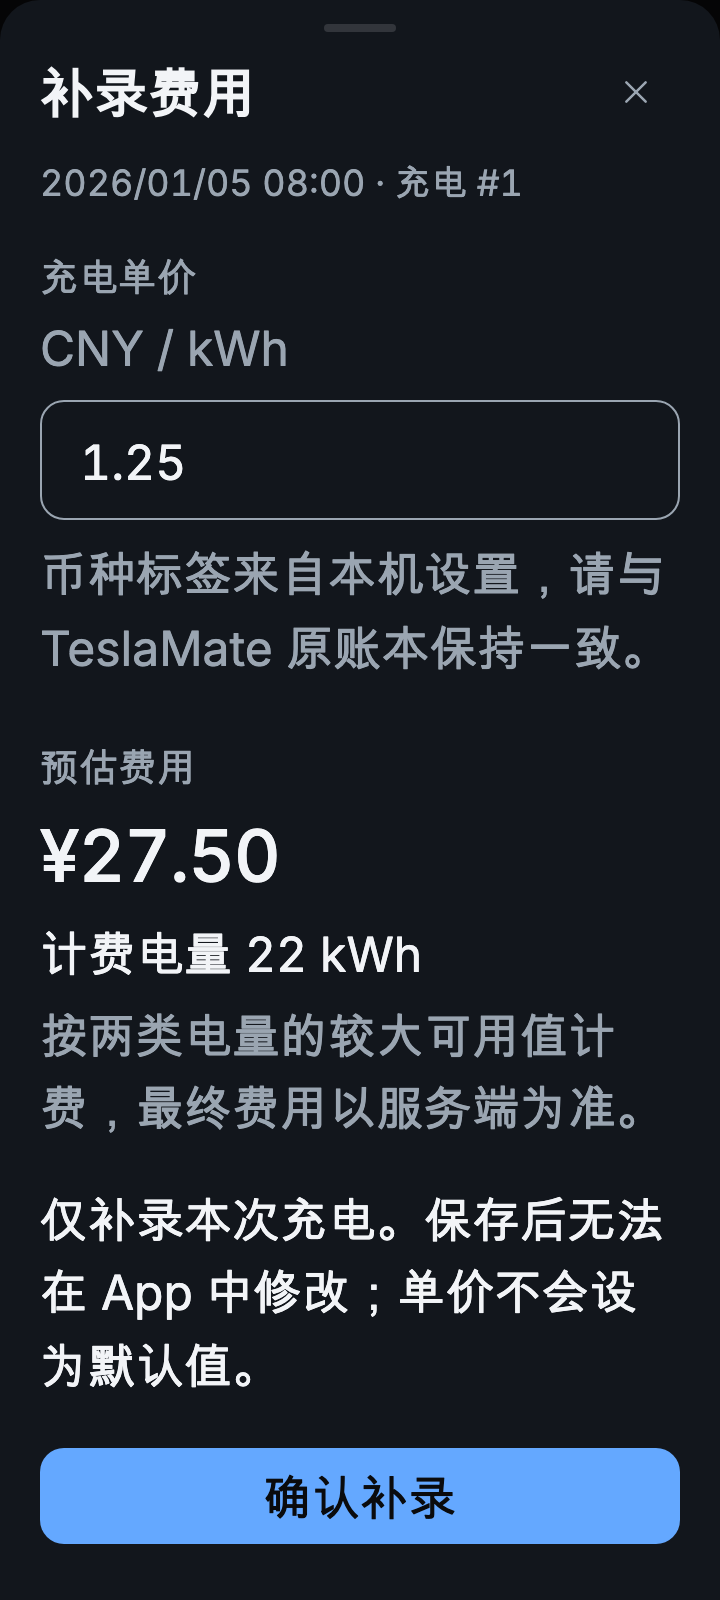 补录费用
2026/01/05 08:00 · 充电 #1
充电单价
CNY / kWh
1.25
币种标签来自本机设置，请与
TeslaMate 原账本保持一致。
预估费用
¥27.50
计费电量 22 kWh
按两类电量的较大可用值计
费，最终费用以服务端为准。
仅补录本次充电。保存后无法
在 App 中修改；单价不会设
为默认值。
确认补录